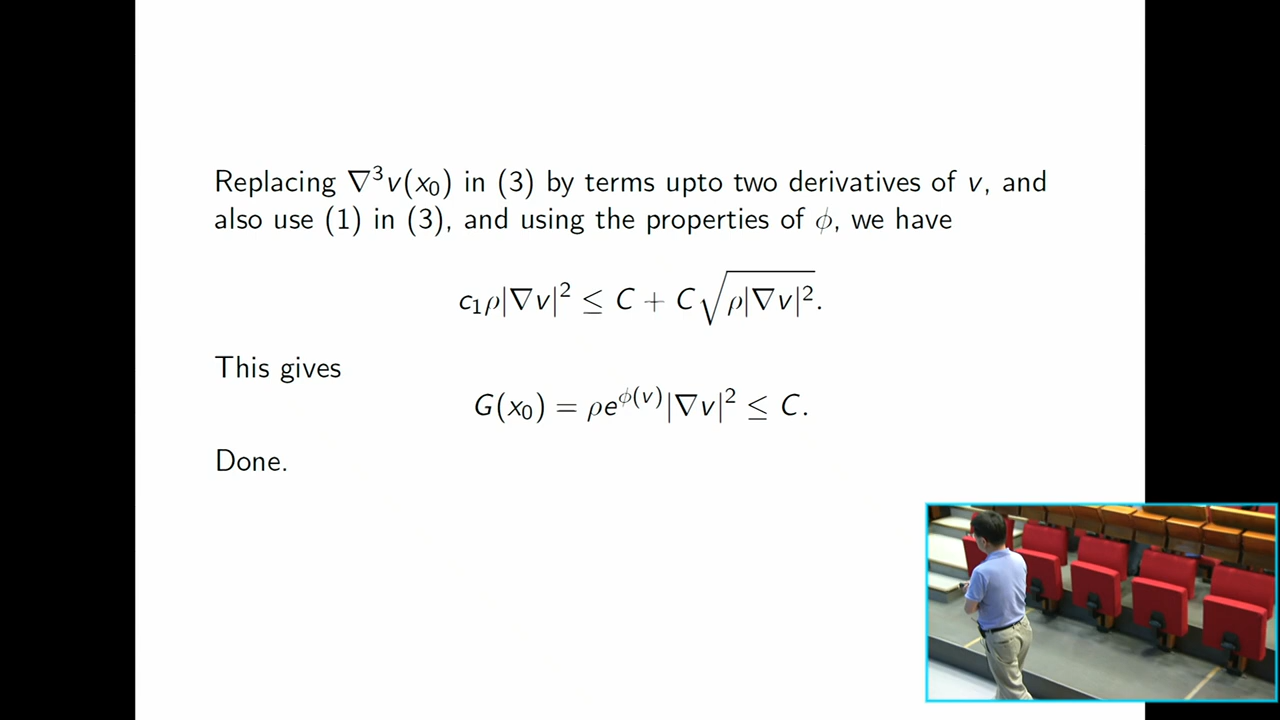 Replacing ∇³v(x₀) in (3) by terms upto two derivatives of v, and
also use (1) in (3), and using the properties of ϕ, we have
c₁ρ|∇v|² ≤ C + C√(ρ|∇v|²).
This gives
G(x₀) = ρe^{ϕ(v)}|∇v|² ≤ C.
Done.